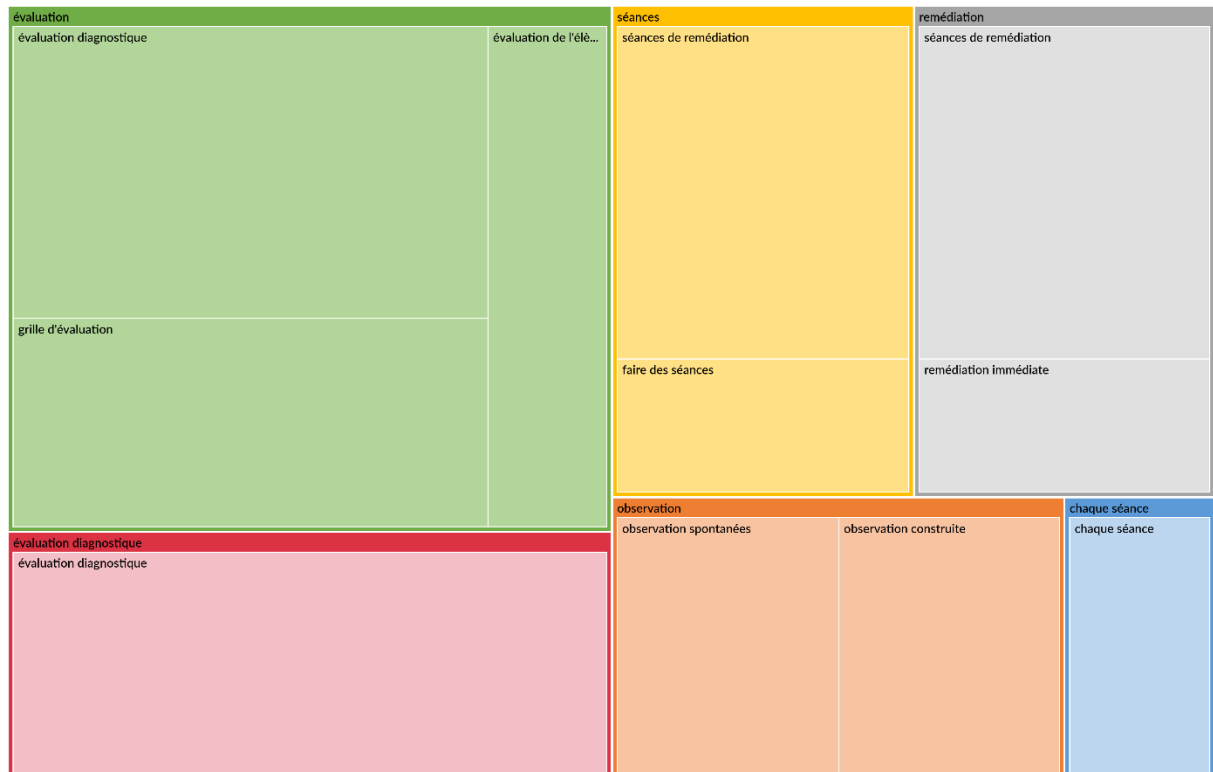 évaluation
évaluation diagnostique
évaluation de l'élè...
grille d'évaluation
évaluation diagnostique
évaluation diagnostique
séances
séances de remédiation
faire des séances
remédiation
séances de remédiation
remédiation immédiate
observation
observation spontanées
observation construite
chaque séance
chaque séance